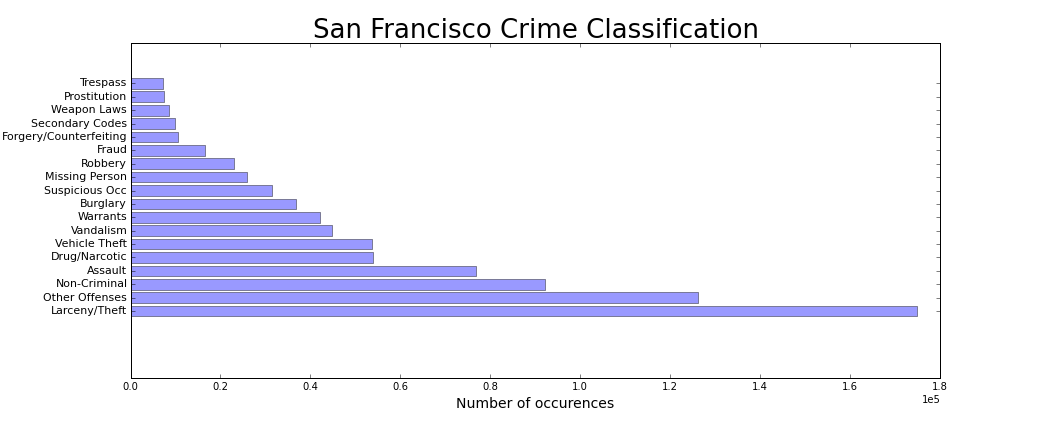 San Francisco Crime Classification
Trespass
Prostitution
Weapon Laws
Secondary Codes
Forgery/Counterfeiting
Fraud
Robbery
Missing Person
Suspicious Occ
Burglary
Warrants
Vandalism
Vehicle Theft
Drug/Narcotic
Assault
Non-Criminal
Other Offenses
Larceny/Theft
0.0 0.2 0.4 0.6 0.8 1.0 1.2 1.4 1.6 1.8
1e5
Number of occurences